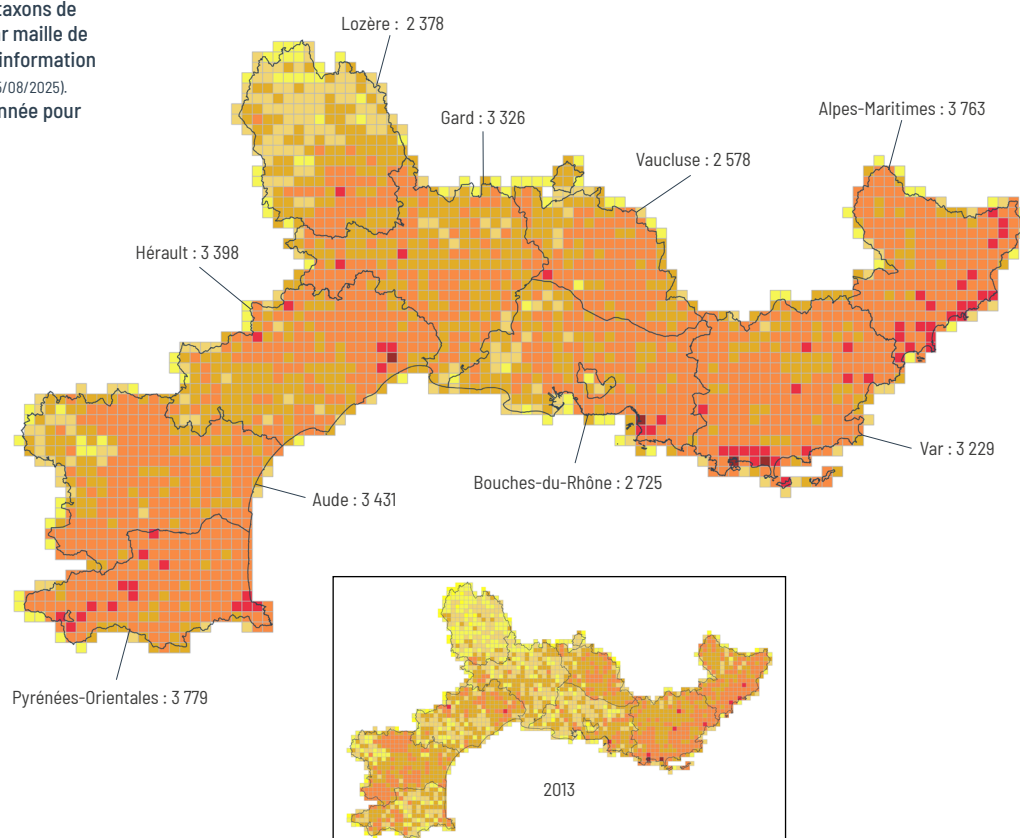 taxons de
maille de
information
/08/2025).
pour
Lozère : 2 378
Gard : 3 326
Alpes-Maritimes : 3 763
Vaucluse : 2 578
Hérault : 3 398
Var : 3 229
Bouches-du-Rhône : 2 725
Aude : 3 431
Pyrénées-Orientales : 3 779
2013